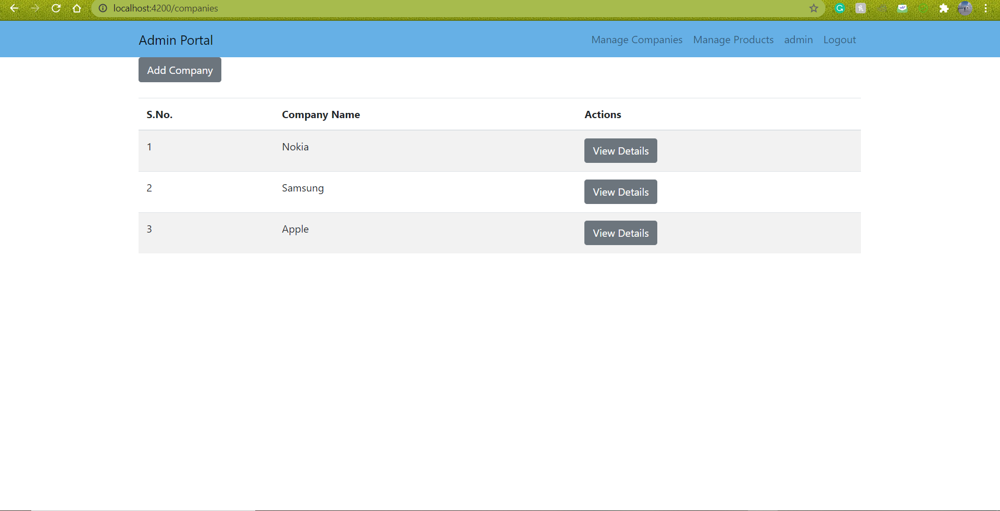 localhost:4200/companies
Admin Portal Manage Companies Manage Products admin Logout
Add Company
S.No. Company Name Actions
1 Nokia View Details
2 Samsung View Details
3 Apple View Details